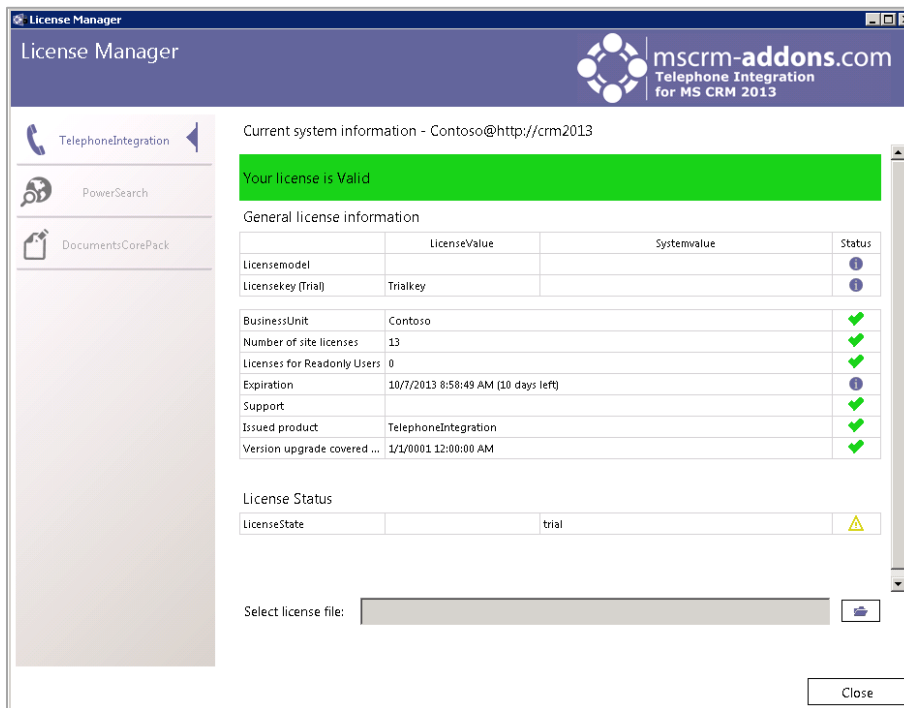 License Manager
License Manager
mscrm-addons.com
Telephone Integration
for MS CRM 2013
TelephoneIntegration
PowerSearch
DocumentsCorePack
Current system information - Contoso@http://crm2013
Your license is Valid
General license information
LicenseValue Systemvalue Status
Licensemodel
Licensekey (Trial) Trialkey
BusinessUnit Contoso
Number of site licenses 13
Licenses for Readonly Users 0
Expiration 10/7/2013 8:58:49 AM (10 days left)
Support
Issued product TelephoneIntegration
Version upgrade covered ... 1/1/0001 12:00:00 AM
License Status
LicenseState trial
Select license file:
Close